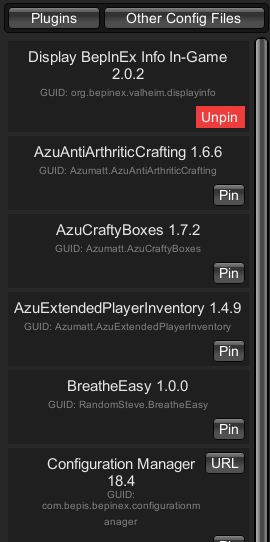 Plugins Other Config Files
Display BepInEx Info In-Game
2.0.2
GUID: org.bepinex.valheim.displayinfo
Unpin
AzuAntiArthriticCrafting 1.6.6
GUID: Azumatt.AzuAntiArthriticCrafting
Pin
AzuCraftyBoxes 1.7.2
GUID: Azumatt.AzuCraftyBoxes
Pin
AzuExtendedPlayerInventory 1.4.9
GUID: Azumatt.AzuExtendedPlayerInventory
Pin
BreatheEasy 1.0.0
GUID: RandomSteve.BreatheEasy
Pin
Configuration Manager URL
18.4
GUID:
com.bepis.bepinex.configurationm
anager
Pin